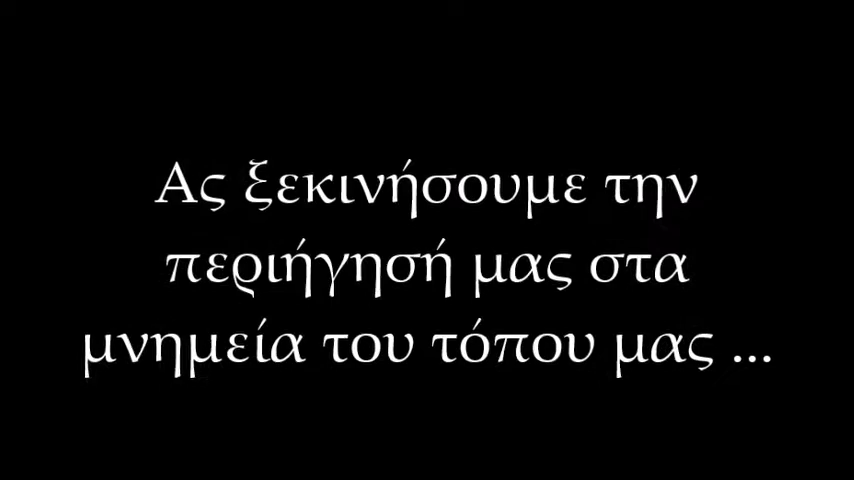 Ας ξεκινήσουμε την
περιήγησή μας στα
μνημεία του τόπου μας ...